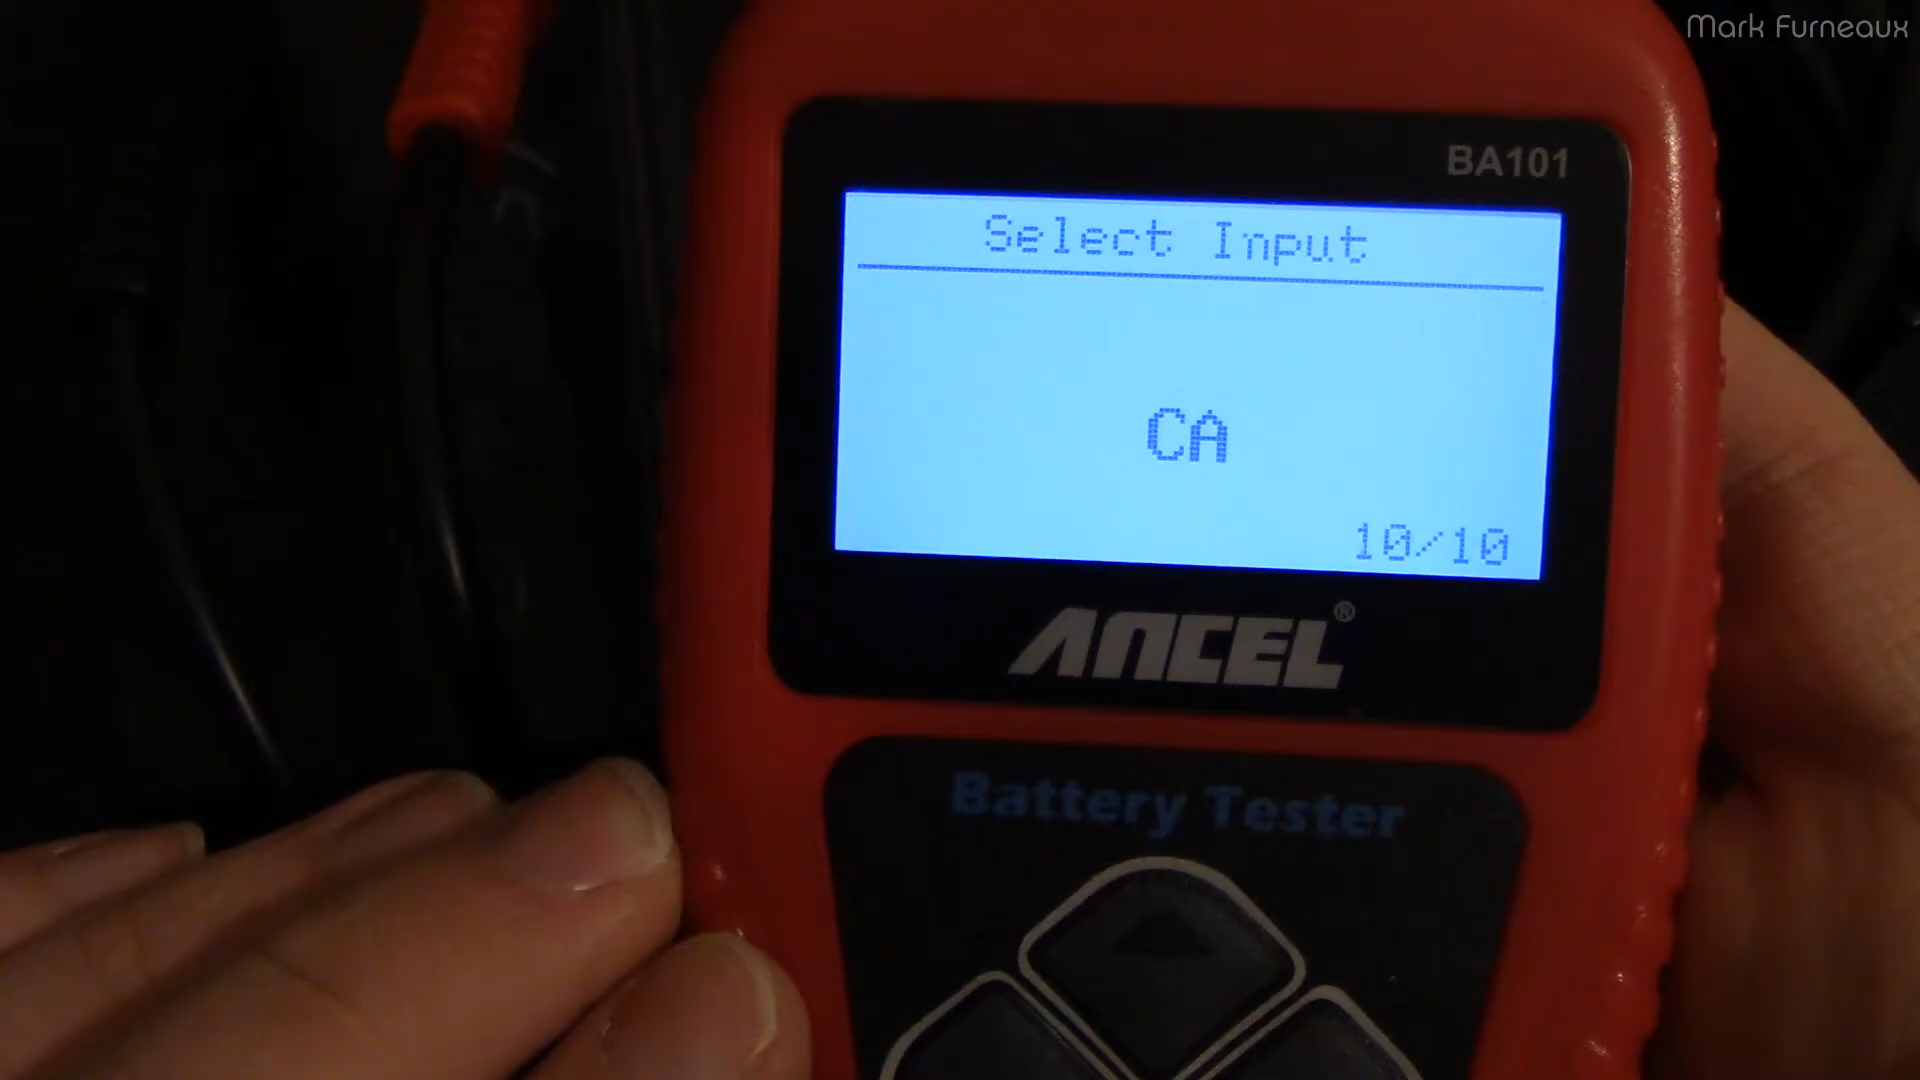 Mark Furneaux
BA101
Select Input
CA
10/10
ANCEL®
Battery Tester